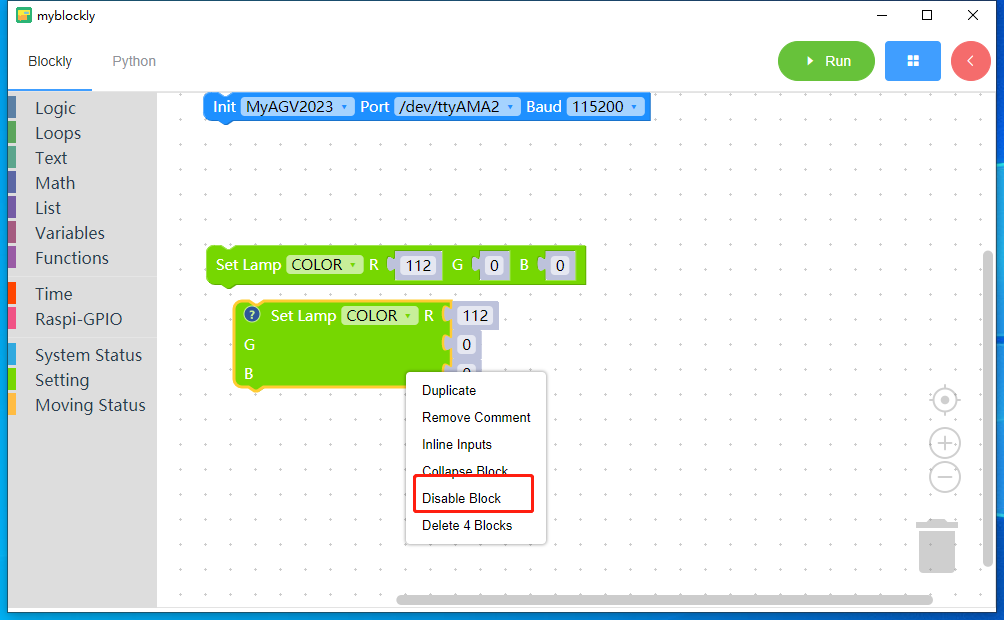 myblockly
Blockly Python
Run
Logic
Loops
Text
Math
List
Variables
Functions
Time
Raspi-GPIO
System Status
Setting
Moving Status
Init MyAGV2023 Port /dev/ttyAMA2 Baud 115200
Set Lamp COLOR R 112 G 0 B 0
? Set Lamp COLOR R 112
G 0
B 0
Duplicate
Remove Comment
Inline Inputs
Collapse Block
Disable Block
Delete 4 Blocks